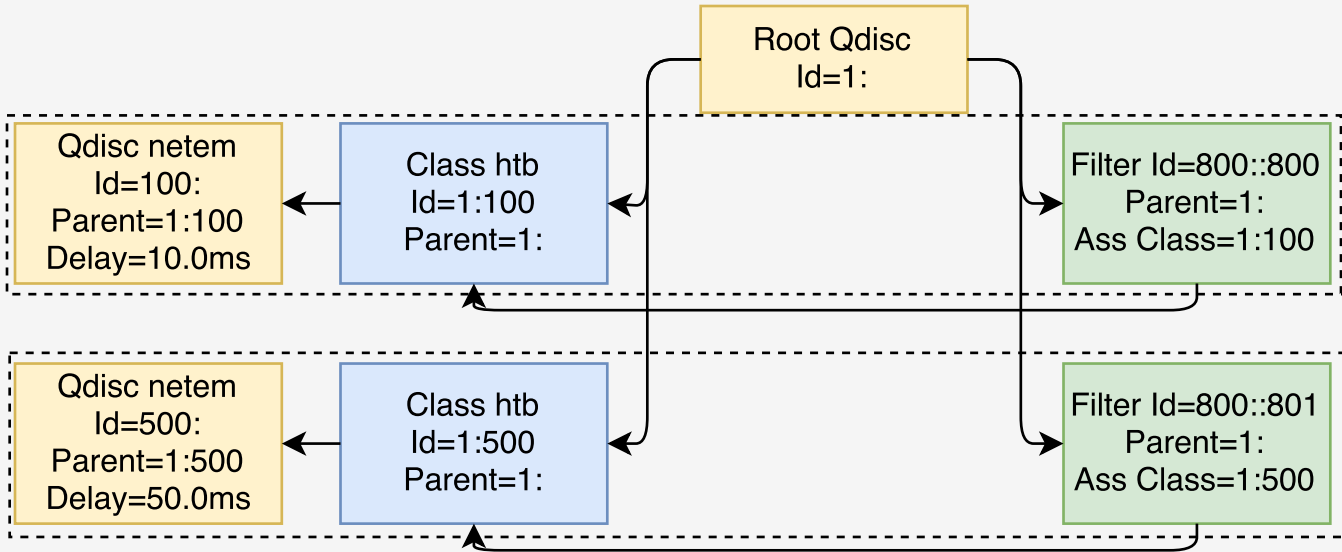 Root Qdisc
Id=1:
Qdisc netem
Id=100:
Parent=1:100
Delay=10.0ms
Class htb
Id=1:100
Parent=1:
Filter Id=800::800
Parent=1:
Ass Class=1:100
Qdisc netem
Id=500:
Parent=1:500
Delay=50.0ms
Class htb
Id=1:500
Parent=1:
Filter Id=800::801
Parent=1:
Ass Class=1:500